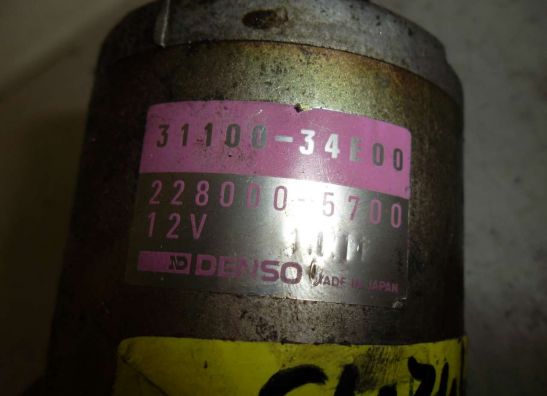 31100-34E00
228000-5700
12V
DENSO MADE IN JAPAN